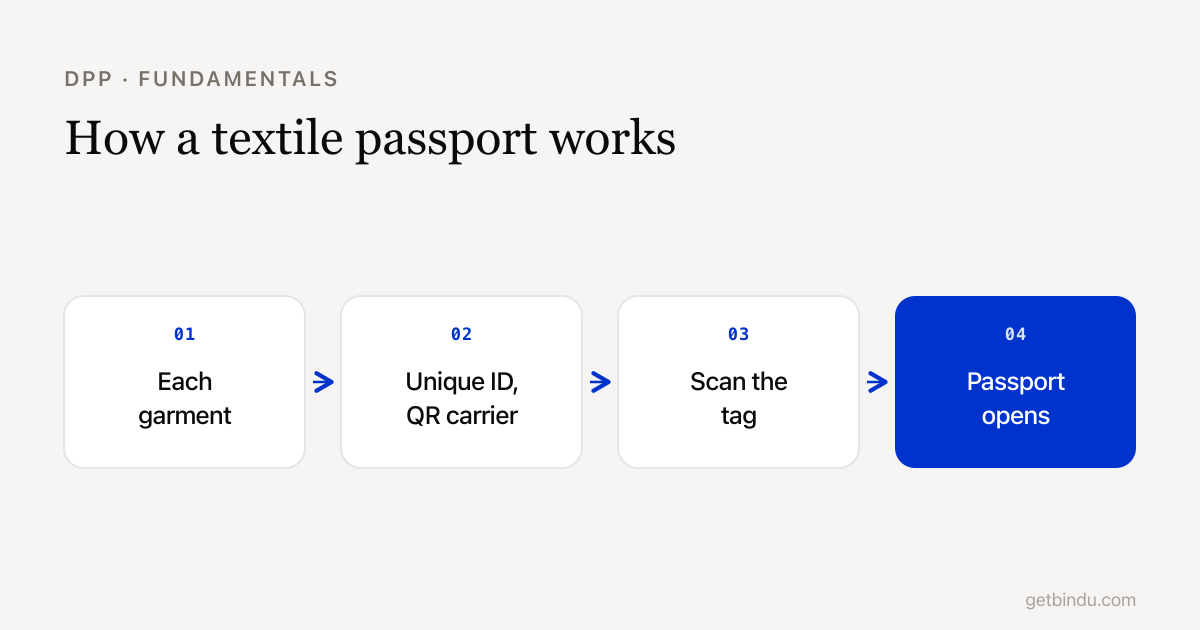 DPP · FUNDAMENTALS
How a textile passport works
01
Each
garment
02
Unique ID,
QR carrier
03
Scan the
tag
04
Passport
opens
getbindu.com